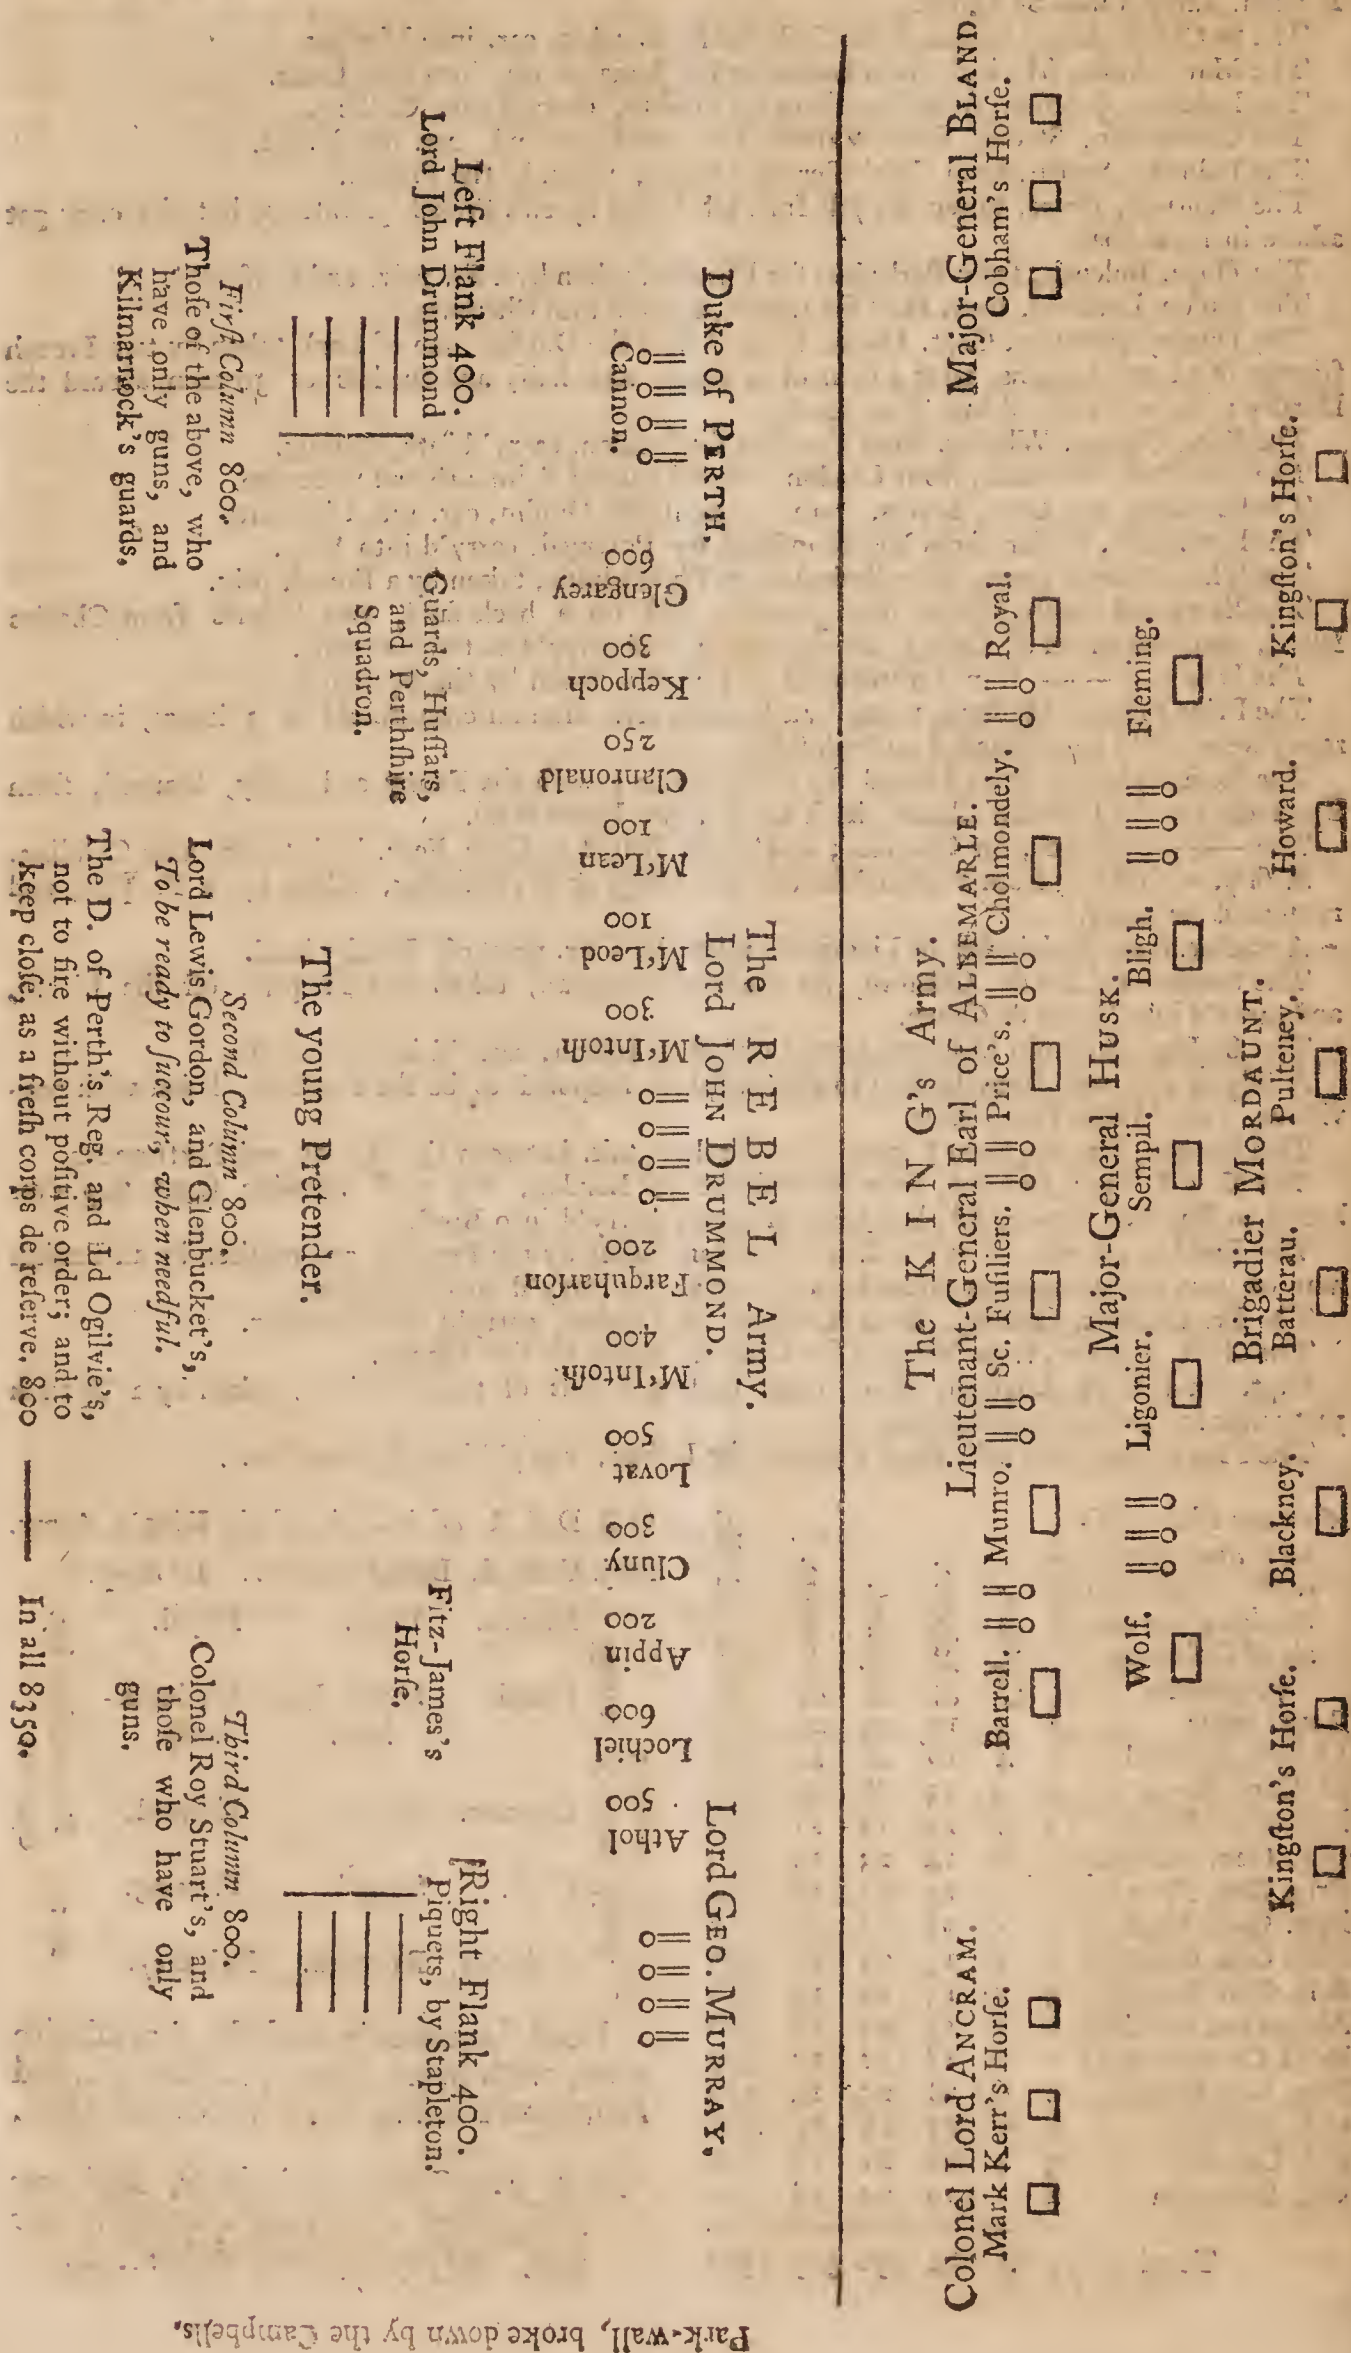 Park-wall, broke down by the Campbells.
The REBEL Army.
Lord JOHN DRUMMOND.
Duke of PERTH.
Lord GEO. MURRAY,
Cannon.
Glengarey
600
Keppoch
300
Clanronald
250
M'Lean
100
M'Leod
100
M'Intoſh
300
Farquharſon
200
M'Intoſh
400
Lovat
500
Cluny
300
Appin
200
Lochiel
600
Athol
500
Left Flank 400.
Lord John Drummond
Guards, Huſſars,
and Perthſhire
Squadron.
Fitz-James's
Horſe.
Right Flank 400.
Piquets, by Stapleton.
The young Pretender.
Firſt Column 800.
Thoſe of the above, who
have only guns, and
Kilmarnock's guards,
Second Column 800.
Lord Lewis Gordon, and Glenbucket's,
To be ready to ſuccour, when needful.
Third Column 800.
Colonel Roy Stuart's, and
thoſe who have only
guns.
The D. of Perth's Reg. and Ld Ogilvie's,
not to fire without poſitive order; and to
keep cloſe, as a freſh corps de reſerve. 800
In all 8350.
The KING's Army.
Lieutenant-General Earl of ALBEMARLE.
Colonel Lord ANCRAM.
Mark Kerr's Horſe.
Barrell. Munro. Sc. Fuſiliers. Price's. Cholmondely. Royal.
Major-General BLAND.
Cobham's Horſe.
Major-General HUSK.
Wolf. Ligonier. Sempil. Bligh. Fleming.
Brigadier MORDAUNT.
Kingſton's Horſe. Blackney. Batterau. Pulteney. Howard. Kingſton's Horſe.